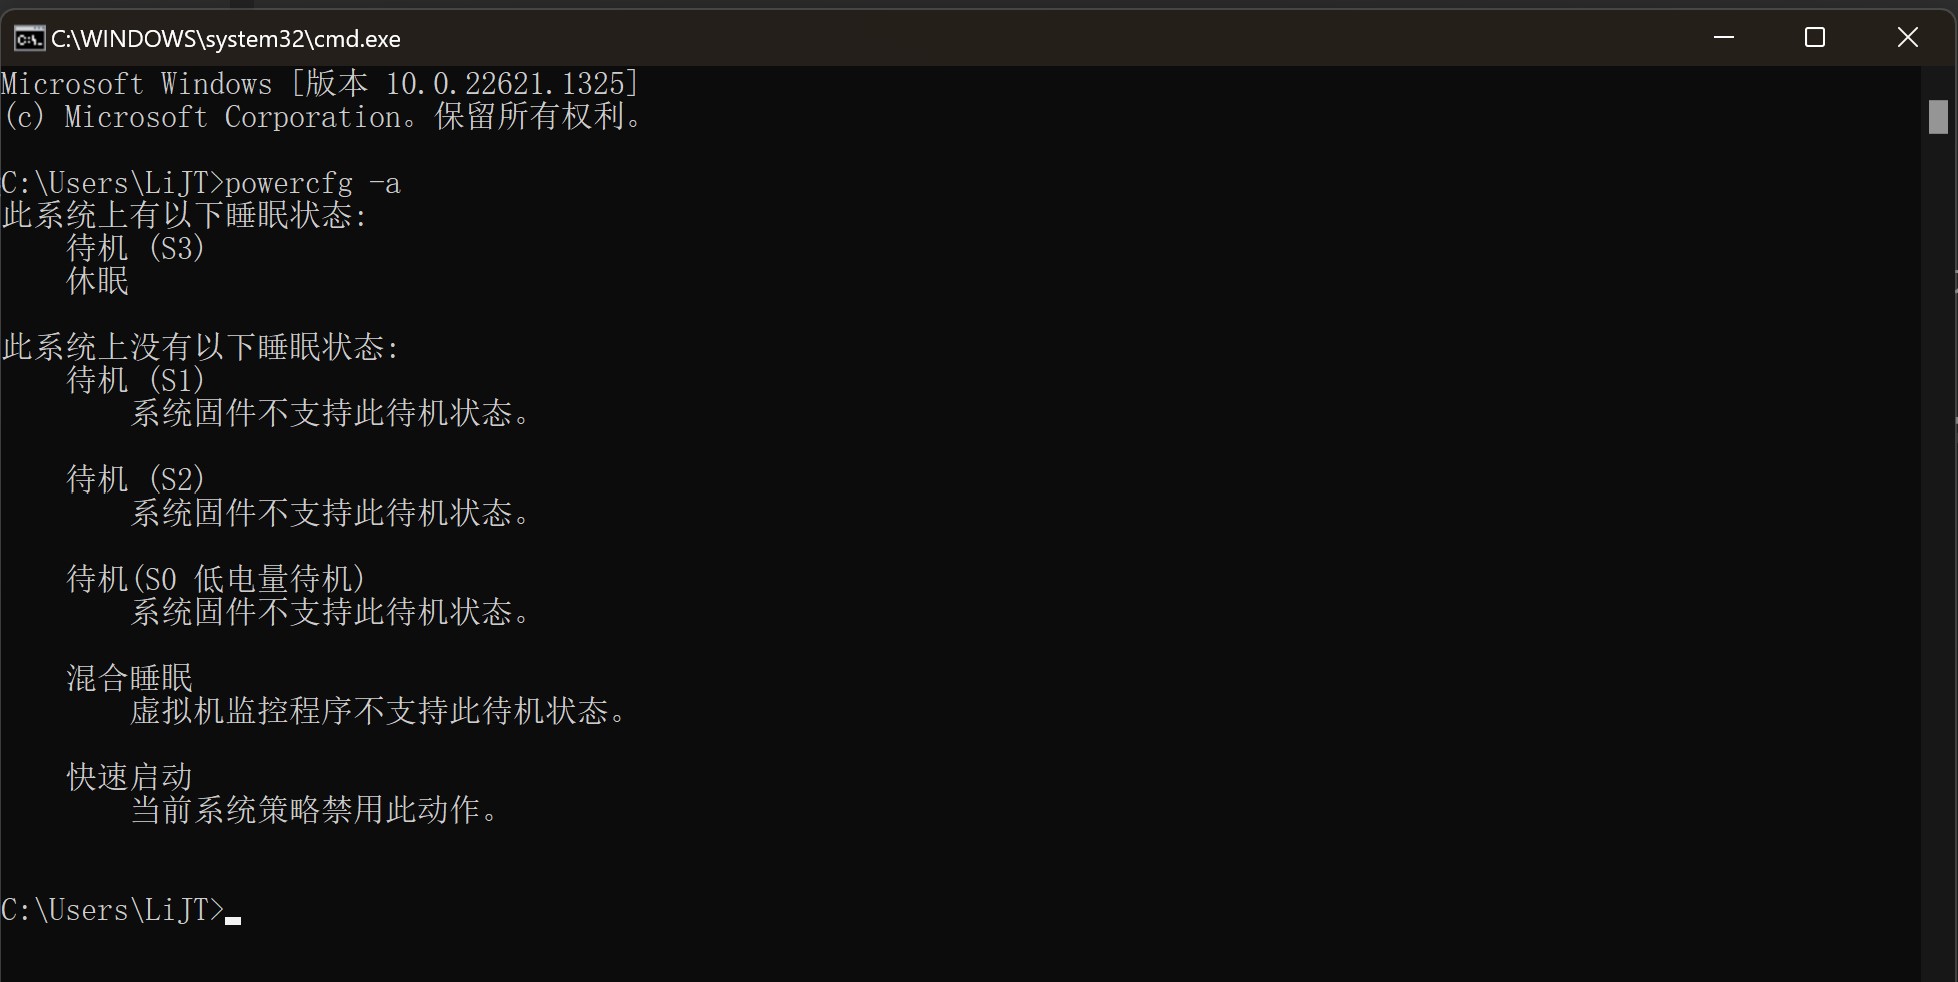 C:\WINDOWS\system32\cmd.exe
Microsoft Windows [版本 10.0.22621.1325]
(c) Microsoft Corporation。保留所有权利。
C:\Users\LiJT>powercfg -a
此系统上有以下睡眠状态:
待机 (S3)
休眠
此系统上没有以下睡眠状态:
待机 (S1)
系统固件不支持此待机状态。
待机 (S2)
系统固件不支持此待机状态。
待机(S0 低电量待机)
系统固件不支持此待机状态。
混合睡眠
虚拟机监控程序不支持此待机状态。
快速启动
当前系统策略禁用此动作。
C:\Users\LiJT>